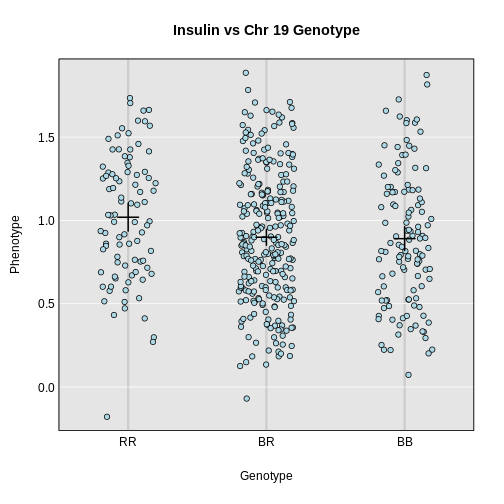 Insulin vs Chr 19 Genotype
Phenotype
1.5
1.0
0.5
0.0
RR BR BB
Genotype